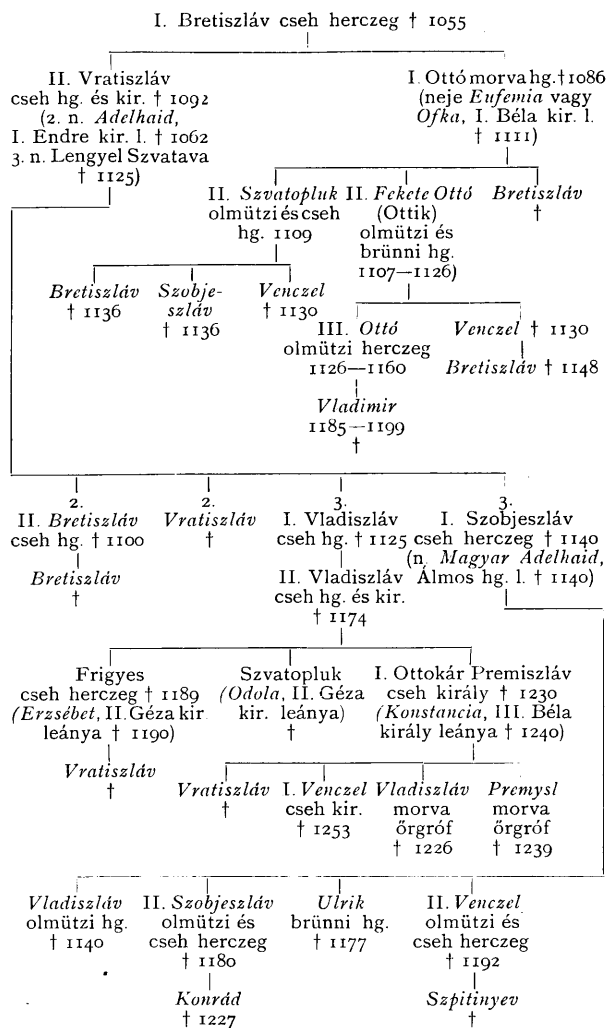 I. Bretiszláv cseh herczeg † 1055
II. Vratiszláv
cseh hg. és kir. † 1092
(2. n. Adelhaid,
I. Endre kir. l. † 1062
3. n. Lengyel Szvatava
† 1125)
I. Ottó morva hg. † 1086
(neje Eufemia vagy
Ofka, I. Béla kir. l.
† 1111)
II. Szvatopluk
olmützi és cseh
hg. 1109
II. Fekete Ottó
(Ottik)
olmützi és
brünni hg.
1107—1126)
Bretiszláv
†
Bretiszláv
† 1136
Szobje-
szláv
† 1136
Venczel
† 1130
III. Ottó
olmützi herczeg
1126—1160
Venczel † 1130
Bretiszláv † 1148
Vladimir
1185—1199
†
2.
II. Bretiszláv
cseh hg. † 1100
Bretiszláv
†
2.
Vratiszláv
†
3.
I. Vladiszláv
cseh hg. † 1125
II. Vladiszláv
cseh hg. és kir.
† 1174
3.
I. Szobjeszláv
cseh herczeg † 1140
(n. Magyar Adelhaid,
Álmos hg. l. † 1140)
Frigyes
cseh herczeg † 1189
(Erzsébet, II. Géza kir.
leánya † 1190)
Vratiszláv
†
Szvatopluk
(Odola, II. Géza
kir. leánya)
†
I. Ottokár Premiszláv
cseh király † 1230
(Konstancia, III. Béla
király leánya † 1240)
Vratiszláv
†
I. Venczel
cseh kir.
† 1253
Vladiszláv
morva
őrgróf
† 1226
Premysl
morva
őrgróf
† 1239
Vladiszláv
olmützi hg.
† 1140
II. Szobjeszláv
olmützi és
cseh herczeg
† 1180
Konrád
† 1227
Ulrik
brünni hg.
† 1177
II. Venczel
olmützi és
cseh herczeg
† 1192
Szpitinyev
†